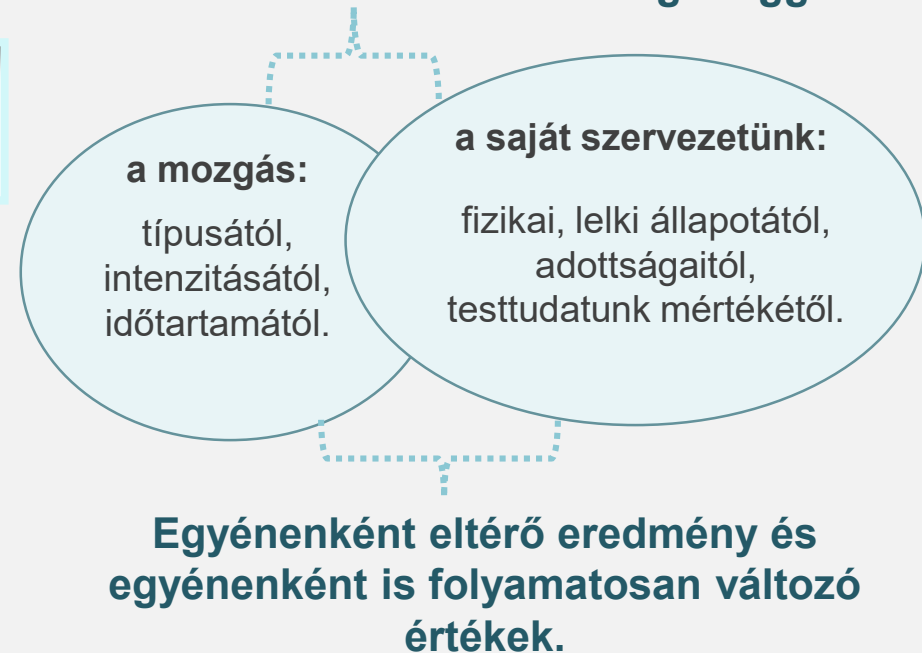 a mozgás:
típusától,
intenzitásától,
időtartamától.
a saját szervezetünk:
fizikai, lelki állapotától,
adottságaitól,
testtudatunk mértékétől.
Egyénenként eltérő eredmény és
egyénenként is folyamatosan változó
értékek.